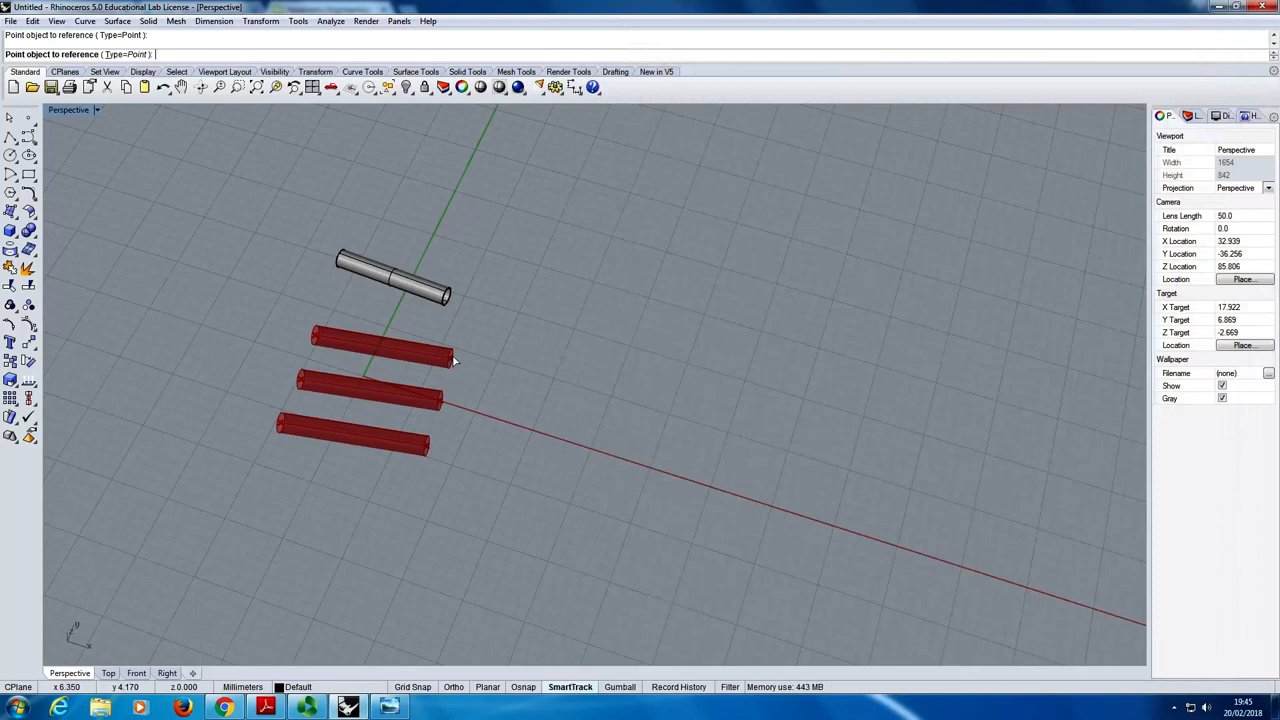 Untitled - Rhinoceros 5.0 Educational Lab License - [Perspective]
File Edit View Curve Surface Solid Mesh Dimension Transform Tools Analyze Render Panels Help
Point object to reference ( Type=Point ):
Point object to reference ( Type=Point ):
Standard CPlanes Set View Display Select Viewport Layout Visibility Transform Curve Tools Surface Tools Solid Tools Mesh Tools Render Tools Drafting New in V5
Perspective
P... L... Di... H...
Viewport
Title Perspective
Width 1654
Height 842
Projection Perspective
Camera
Lens Length 50.0
Rotation 0.0
X Location 32.939
Y Location -36.256
Z Location 85.806
Location Place...
Target
X Target 17.922
Y Target 6.869
Z Target -2.669
Location Place...
Wallpaper
Filename (none) ...
Show
Gray
y
x
Perspective Top Front Right
CPlane x 6.350 y 4.170 z 0.000 Millimeters Default Grid Snap Ortho Planar Osnap SmartTrack Gumball Record History Filter Memory use: 443 MB
19:45
20/02/2018